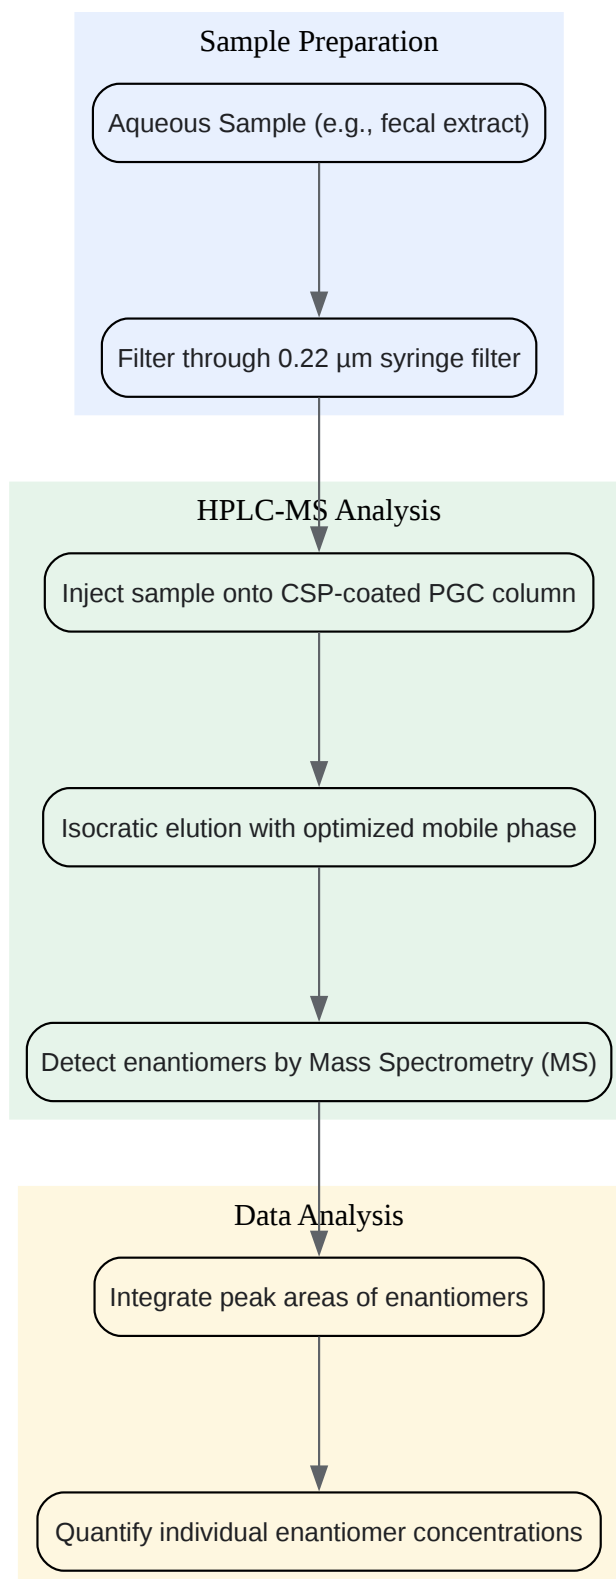 Sample Preparation
Aqueous Sample (e.g., fecal extract)
Filter through 0.22 µm syringe filter
HPLC-MS Analysis
Inject sample onto CSP-coated PGC column
Isocratic elution with optimized mobile phase
Detect enantiomers by Mass Spectrometry (MS)
Data Analysis
Integrate peak areas of enantiomers
Quantify individual enantiomer concentrations